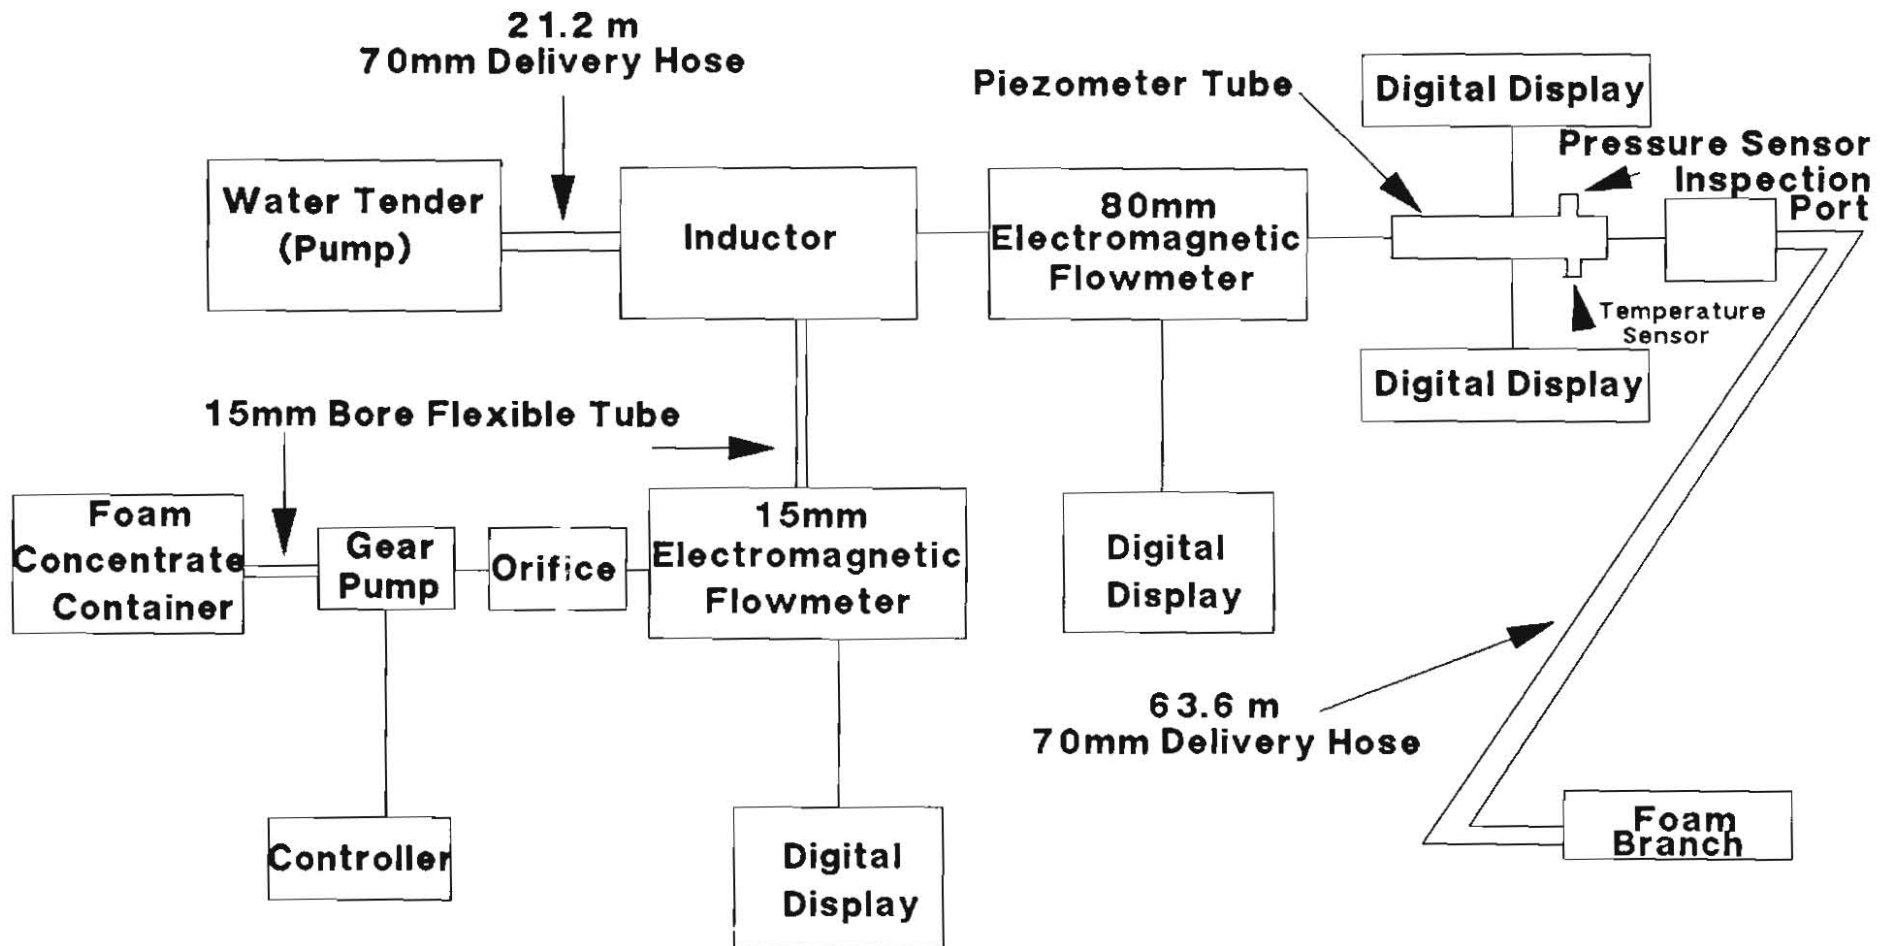 21.2 m
70mm Delivery Hose
Piezometer Tube
Digital Display
Pressure Sensor
Inspection
Port
Water Tender
(Pump)
Inductor
80mm
Electromagnetic
Flowmeter
Temperature
Sensor
Digital Display
15mm Bore Flexible Tube
Foam
Concentrate
Container
Gear
Pump
Orifice
15mm
Electromagnetic
Flowmeter
Digital
Display
63.6 m
70mm Delivery Hose
Controller
Digital
Display
Foam
Branch